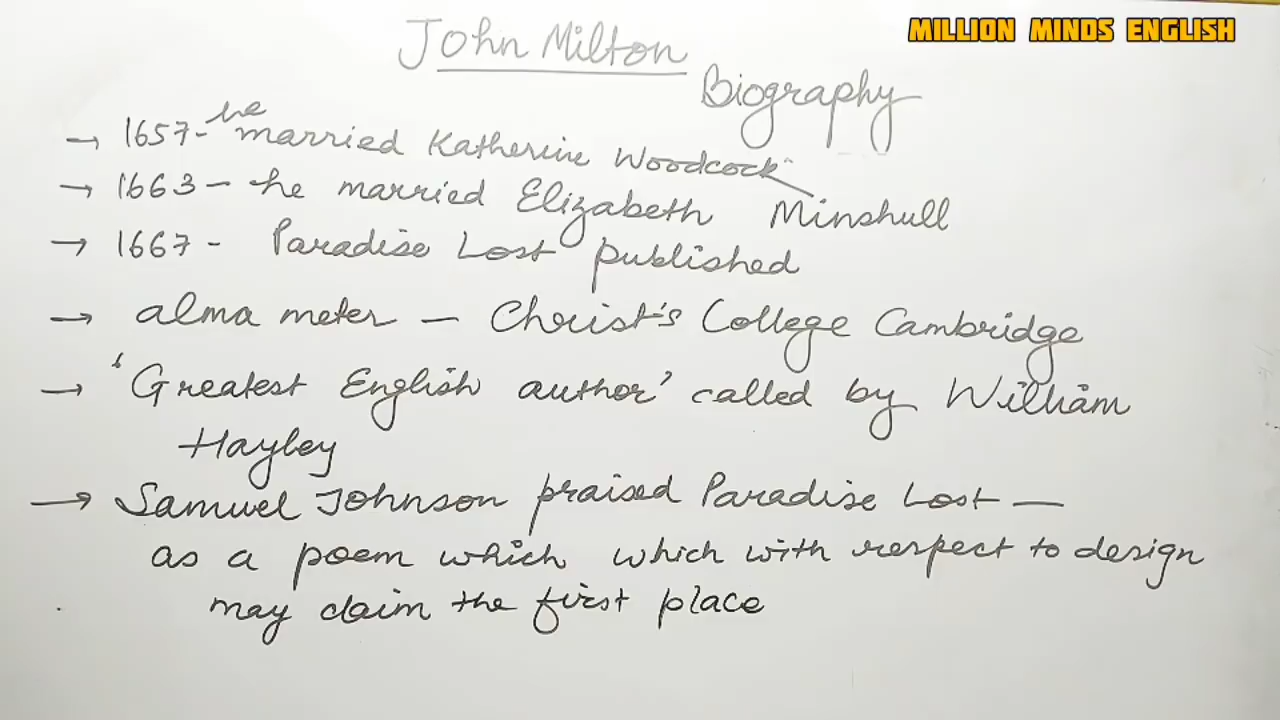 John Milton
MILLION MINDS ENGLISH
Biography
→ 1657- he married Katherine Woodcock
→ 1663 - he married Elizabeth Minshull
→ 1667 - Paradise Lost published
→ alma meter - Christ's College Cambridge
→ 'Greatest English author' called by William
Hayley
→ Samuel Johnson praised Paradise Lost —
as a poem which which with respect to design
may claim the first place